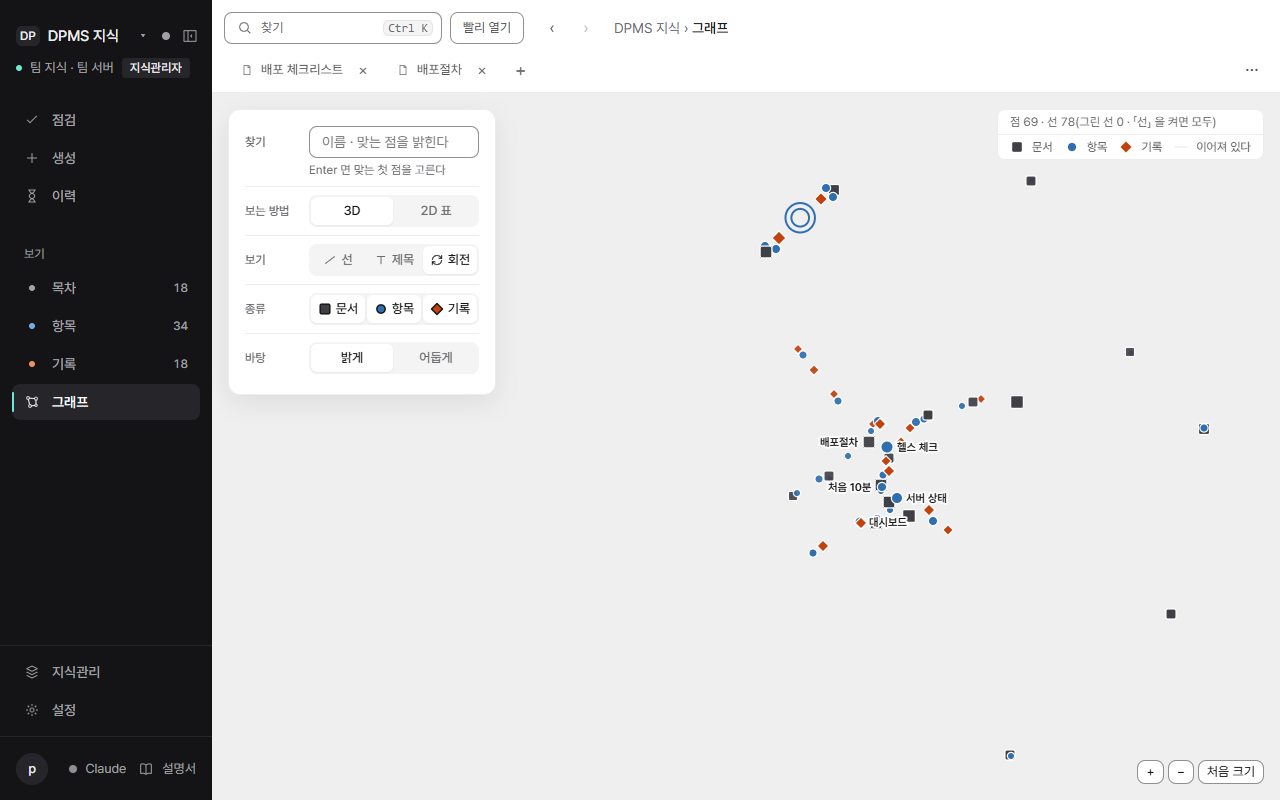 DP DPMS 지식
팀 지식 · 팀 서버 지식관리자
점검
생성
이력
보기
목차 18
항목 34
기록 18
그래프
지식관리
설정
p Claude 설명서
찾기 Ctrl K 빨리 열기 ‹ › DPMS 지식 › 그래프
배포 체크리스트 × 배포절차 × + ···
찾기 이름 · 맞는 점을 밝힌다
Enter 면 맞는 첫 점을 고른다
보는 방법 3D 2D 표
보기 선 제목 회전
종류 문서 항목 기록
바탕 밝게 어둡게
점 69 · 선 78(그린 선 0 · 「선」 을 켜면 모두)
문서 항목 기록 이어져 있다
배포절차
헬스 체크
처음 10분
서버 상태
대시보드
+ − 처음 크기